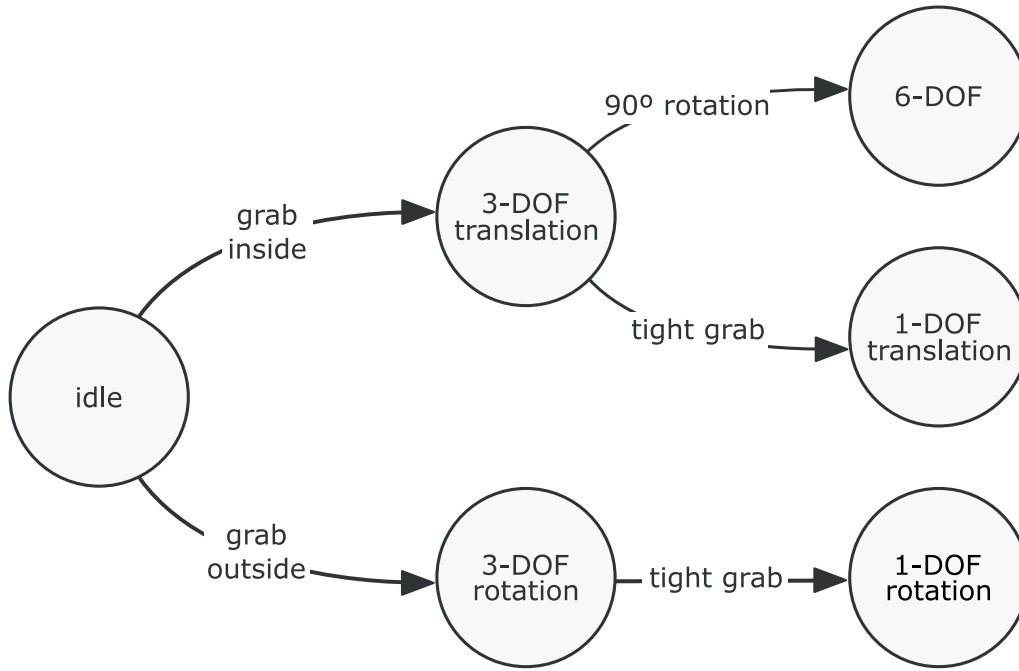 idle
grab
inside
grab
outside
3-DOF
translation
3-DOF
rotation
90º rotation
tight grab
tight grab
6-DOF
1-DOF
translation
1-DOF
rotation